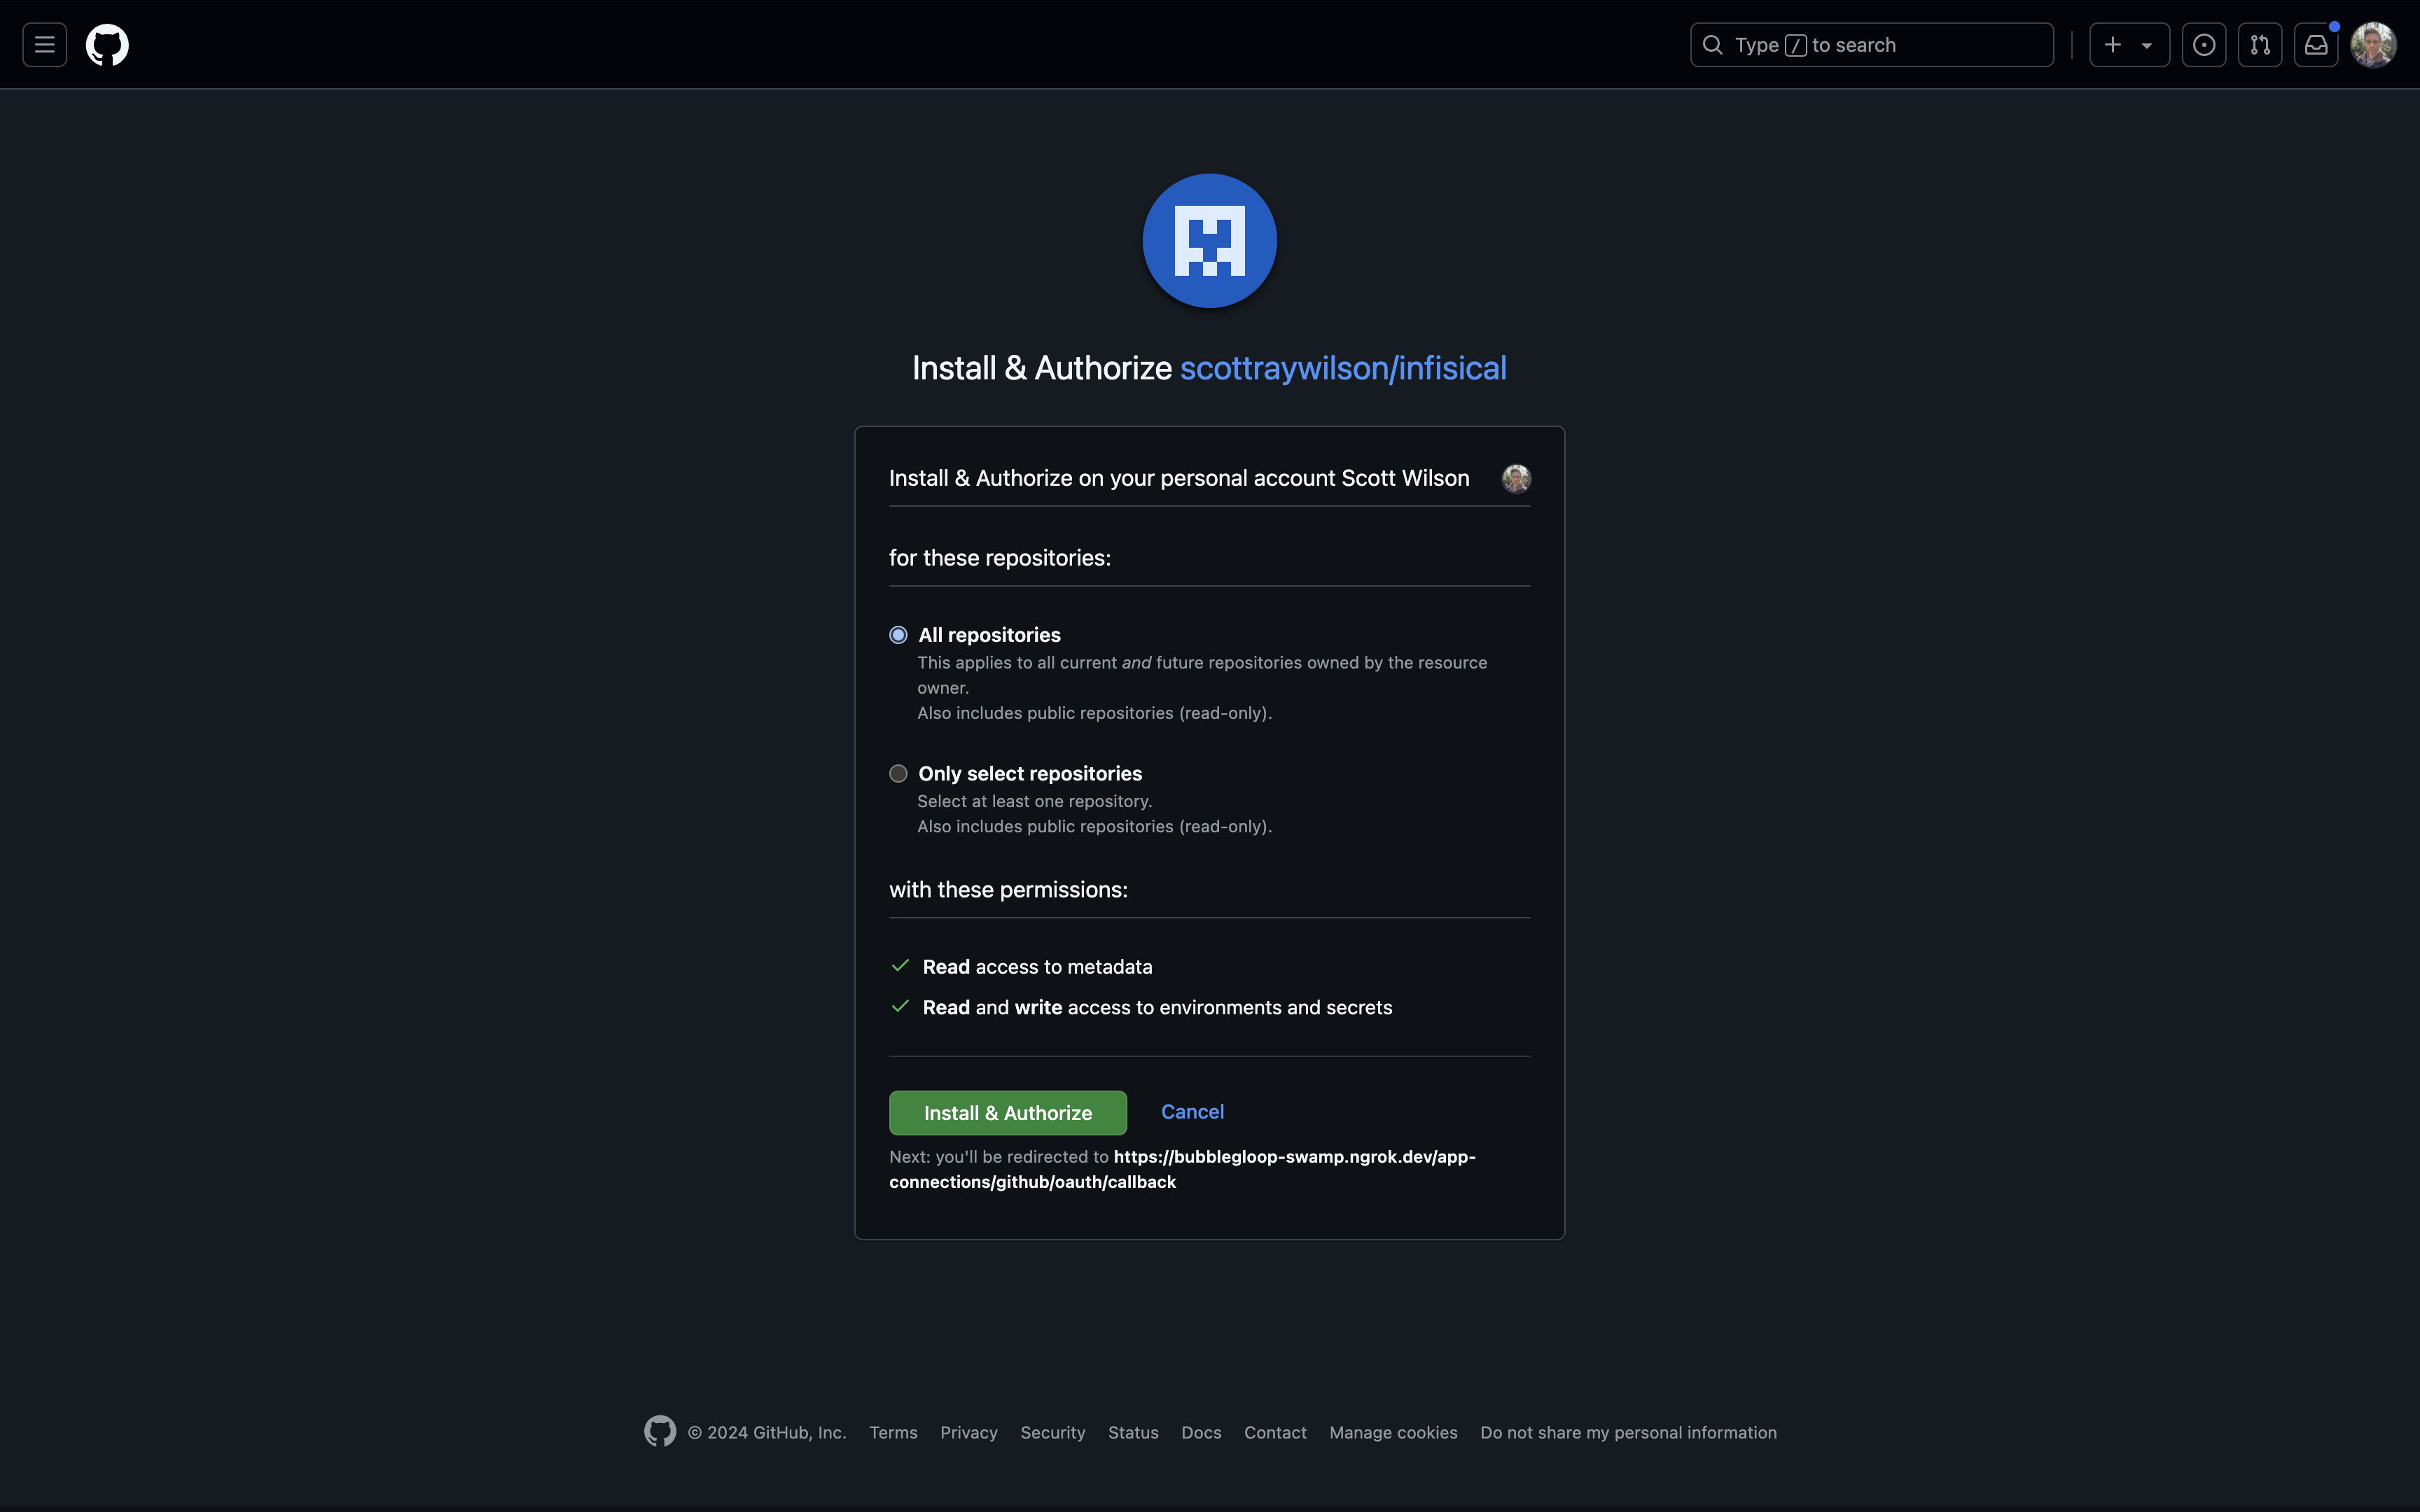 Type / to search
Install & Authorize scottraywilson/infisical
Install & Authorize on your personal account Scott Wilson
for these repositories:
All repositories
This applies to all current and future repositories owned by the resource
owner.
Also includes public repositories (read-only).
Only select repositories
Select at least one repository.
Also includes public repositories (read-only).
with these permissions:
Read access to metadata
Read and write access to environments and secrets
Install & Authorize Cancel
Next: you'll be redirected to https://bubblegloop-swamp.ngrok.dev/app-
connections/github/oauth/callback
© 2024 GitHub, Inc. Terms Privacy Security Status Docs Contact Manage cookies Do not share my personal information